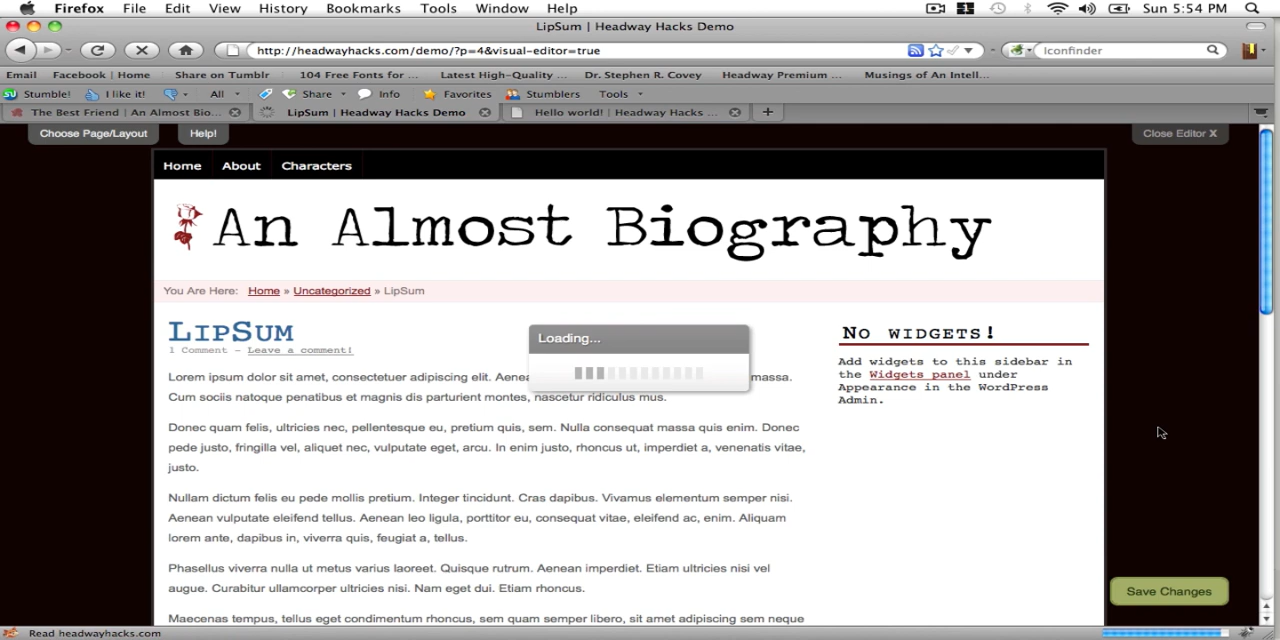 Firefox File Edit View History Bookmarks Tools Window Help Sun 5:54 PM
LipSum | Headway Hacks Demo
http://headwayhacks.com/demo/?p=4&visual-editor=true Iconfinder
Email Facebook | Home Share on Tumblr 104 Free Fonts for ... Latest High-Quality ... Dr. Stephen R. Covey Headway Premium ... Musings of An Intell...
Stumble! I like it! All Share Info Favorites Stumblers Tools
The Best Friend | An Almost Bio... LipSum | Headway Hacks Demo Hello world! | Headway Hacks ...
Choose Page/Layout Help! Close Editor X
Home About Characters
An Almost Biography
You Are Here: Home » Uncategorized » LipSum
LipSum
1 Comment – Leave a comment!
Loading...
Lorem ipsum dolor sit amet, consectetuer adipiscing elit. Aenea massa.
Cum sociis natoque penatibus et magnis dis parturient montes, nascetur ridiculus mus.
Donec quam felis, ultricies nec, pellentesque eu, pretium quis, sem. Nulla consequat massa quis enim. Donec
pede justo, fringilla vel, aliquet nec, vulputate eget, arcu. In enim justo, rhoncus ut, imperdiet a, venenatis vitae,
justo.
Nullam dictum felis eu pede mollis pretium. Integer tincidunt. Cras dapibus. Vivamus elementum semper nisi.
Aenean vulputate eleifend tellus. Aenean leo ligula, porttitor eu, consequat vitae, eleifend ac, enim. Aliquam
lorem ante, dapibus in, viverra quis, feugiat a, tellus.
Phasellus viverra nulla ut metus varius laoreet. Quisque rutrum. Aenean imperdiet. Etiam ultricies nisi vel
augue. Curabitur ullamcorper ultricies nisi. Nam eget dui. Etiam rhoncus.
Maecenas tempus, tellus eget condimentum rhoncus, sem quam semper libero, sit amet adipiscing sem neque
No widgets!
Add widgets to this sidebar in
the Widgets panel under
Appearance in the WordPress
Admin.
Save Changes
Read headwayhacks.com